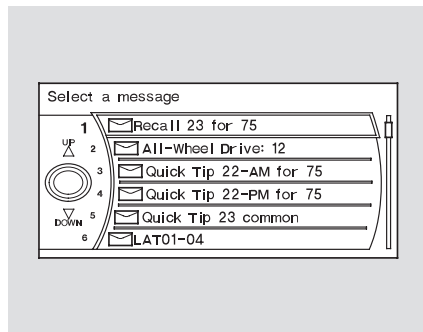 Select a message
1 Recall 23 for 75
UP
2 All-Wheel Drive: 12
3 Quick Tip 22-AM for 75
4 Quick Tip 22-PM for 75
DOWN
5 Quick Tip 23 common
6 LAT01-04